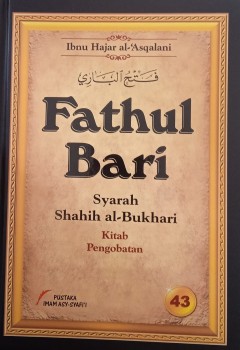 Ibnu Hajar al-'Asqalani
فتح الباري
Fathul
Bari
Syarah
Shahih al-Bukhari
Kitab
Pengobatan
PUSTAKA
IMAM ASY-SYAFI'I
43